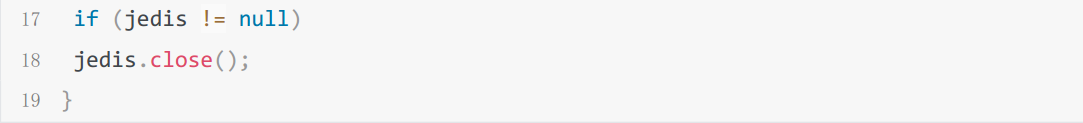 17 if (jedis != null)
18 jedis.close();
19 }